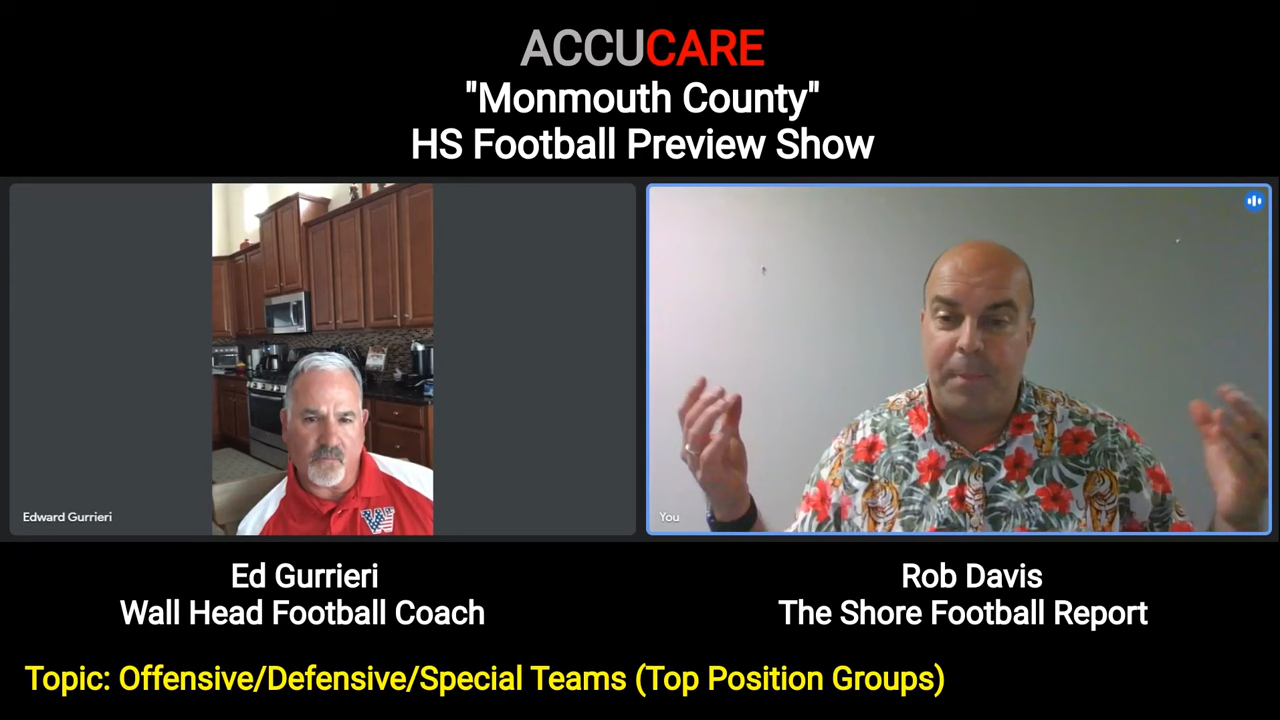 ACCUCARE
"Monmouth County"
HS Football Preview Show
W
Edward Gurrieri
You
Ed Gurrieri
Wall Head Football Coach
Rob Davis
The Shore Football Report
Topic: Offensive/Defensive/Special Teams (Top Position Groups)